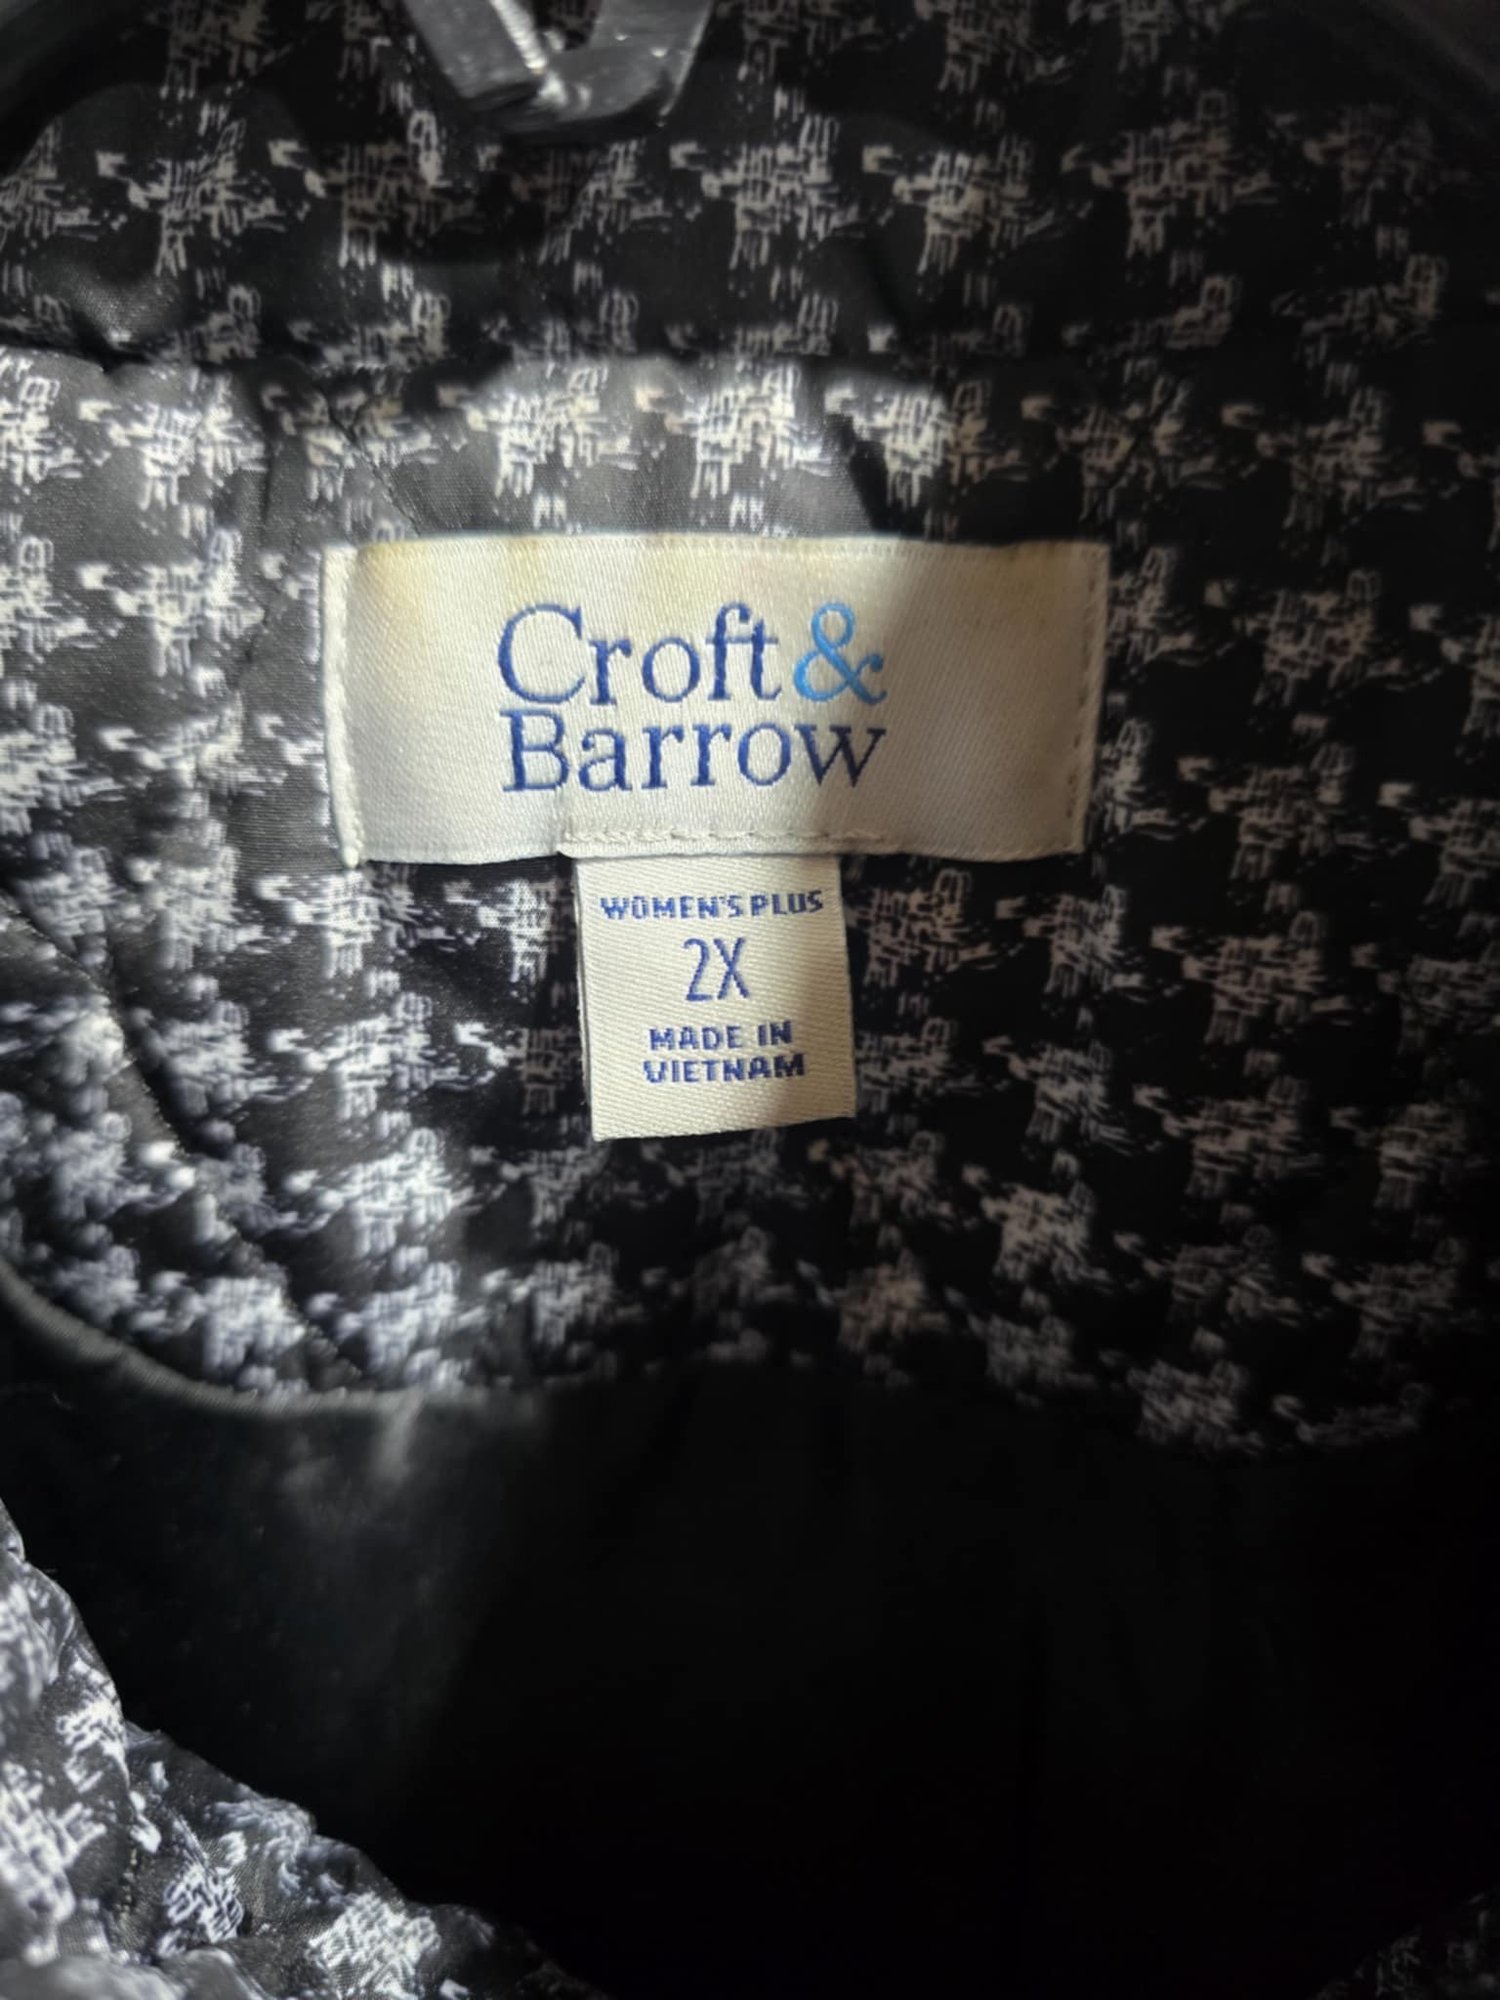 Croft &
Barrow
WOMEN'S PLUS
2X
MADE IN
VIETNAM